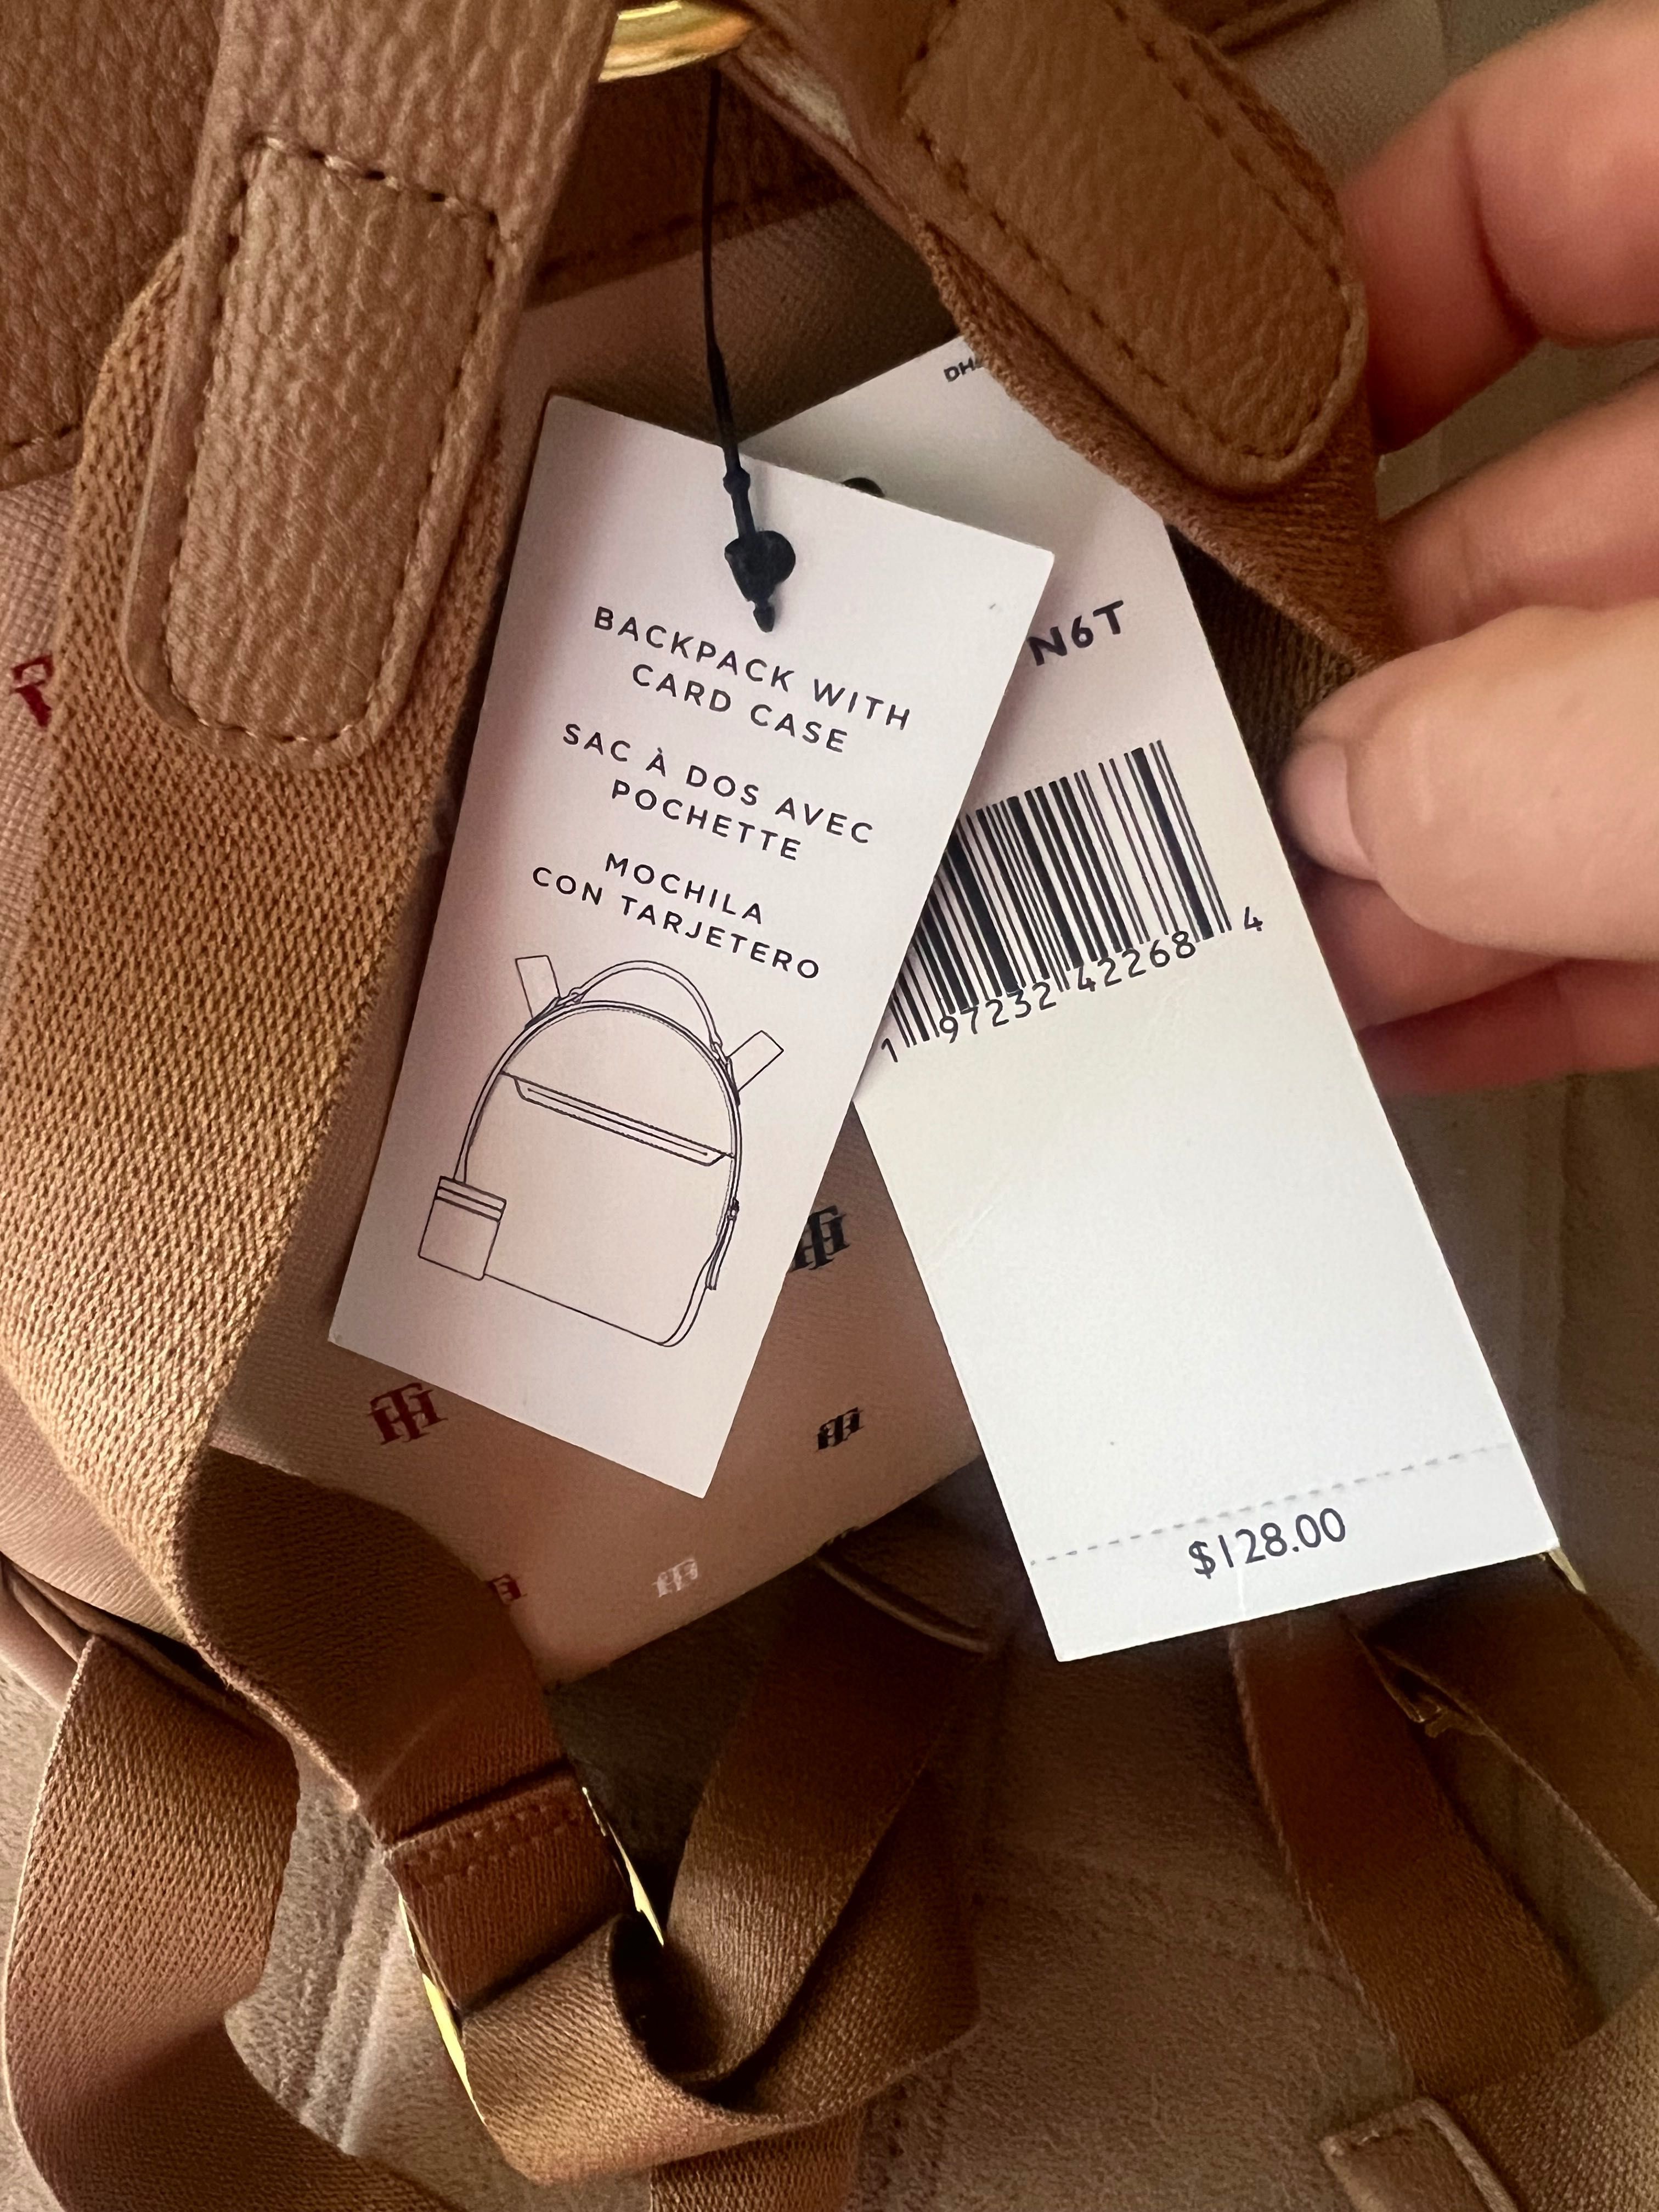 BACKPACK WITH
CARD CASE
SAC À DOS AVEC
POCHETTE
MOCHILA
CON TARJETERO
N6T
1 97232 42268 4
$128.00